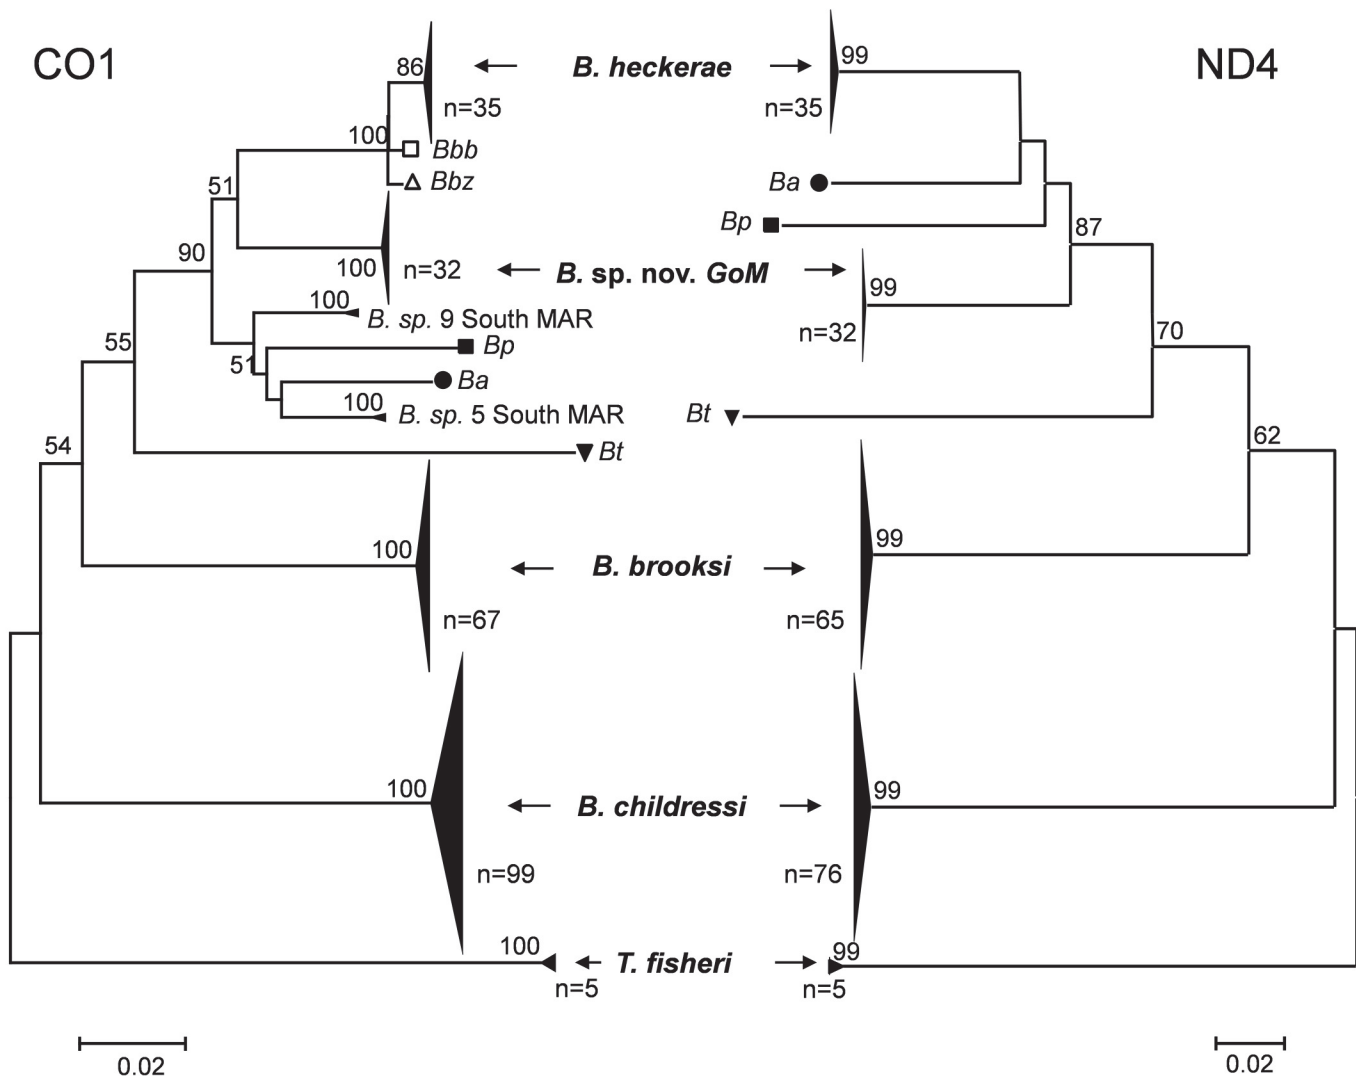 CO1
ND4
86
B. heckerae
99
n=35
n=35
100
Bbb
Bbz
Ba
51
Bp
87
90
100
n=32
B. sp. nov. GoM
99
100
B. sp. 9 South MAR
n=32
70
55
51
Bp
Ba
100
B. sp. 5 South MAR
Bt
54
Bt
62
100
B. brooksi
99
n=67
n=65
100
B. childressi
99
n=99
n=76
100
T. fisheri
99
n=5
n=5
0.02
0.02